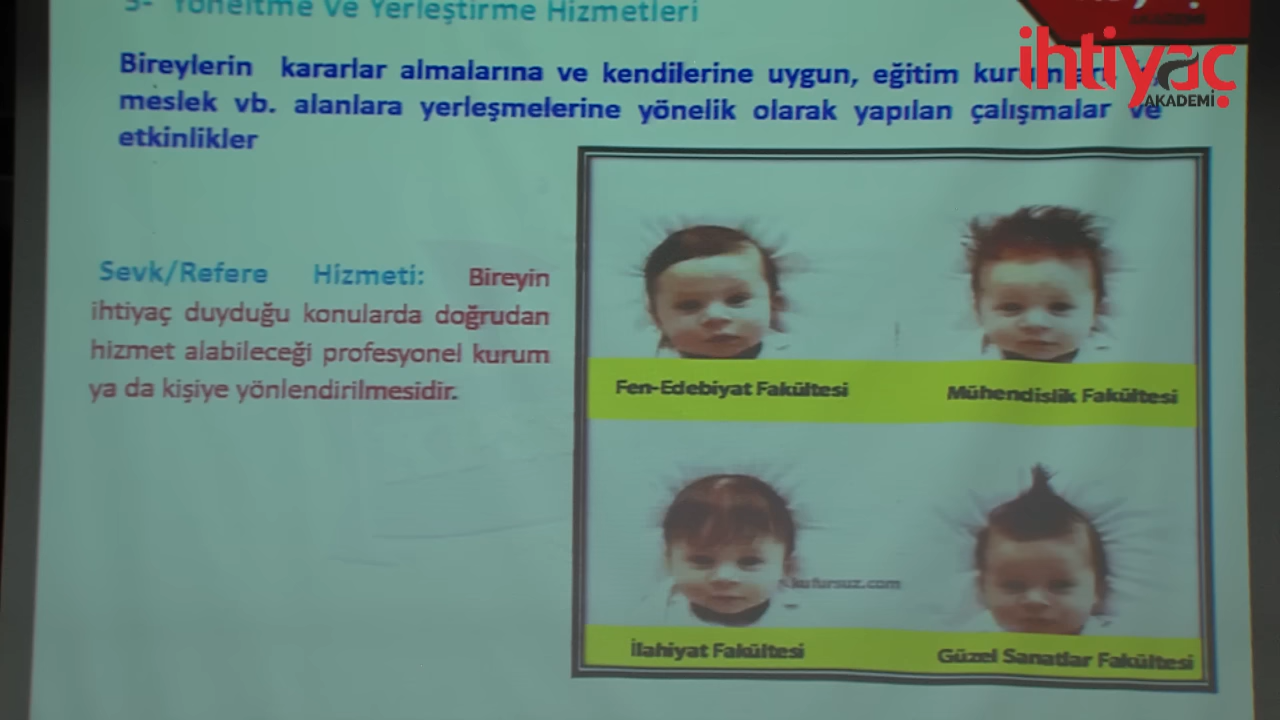 Yöneltme ve Yerleştirme Hizmetleri
ihtiyaç
AKADEMİ
Bireylerin kararlar almalarına ve kendilerine uygun, eğitim
meslek vb. alanlara yerleşmelerine yönelik olarak yapılan çalışmalar ve
etkinlikler
Sevk/Refere Hizmeti: Bireyin
ihtiyaç duyduğu konularda doğrudan
hizmet alabileceği profesyonel kurum
ya da kişiye yönlendirilmesidir.
Fen-Edebiyat Fakültesi
Mühendislik Fakültesi
kufursuz.com
İlahiyat Fakültesi
Güzel Sanatlar Fakültesi